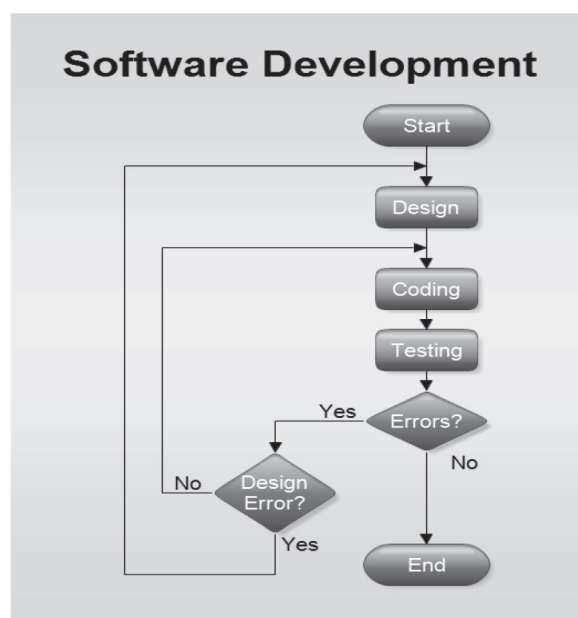 Software Development
Start
Design
Coding
Testing
Errors?
Yes
No
Design
Error?
No
Yes
End